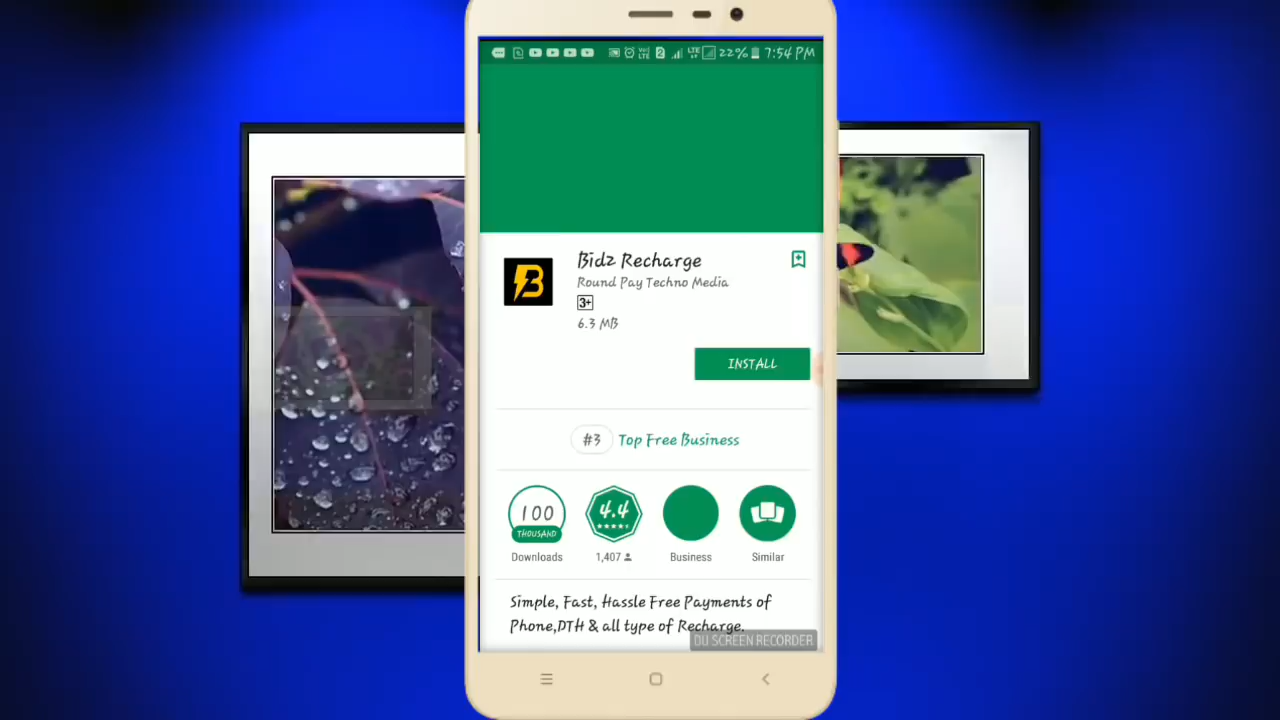 22% 7:54 PM
Bidz Recharge
Round Pay Techno Media
3+
6.3 MB
INSTALL
#3 Top Free Business
100 THOUSAND
4.4
Downloads 1,407 Business Similar
Simple, Fast, Hassle Free Payments of
Phone,DTH & all type of Recharge.
DU SCREEN RECORDER